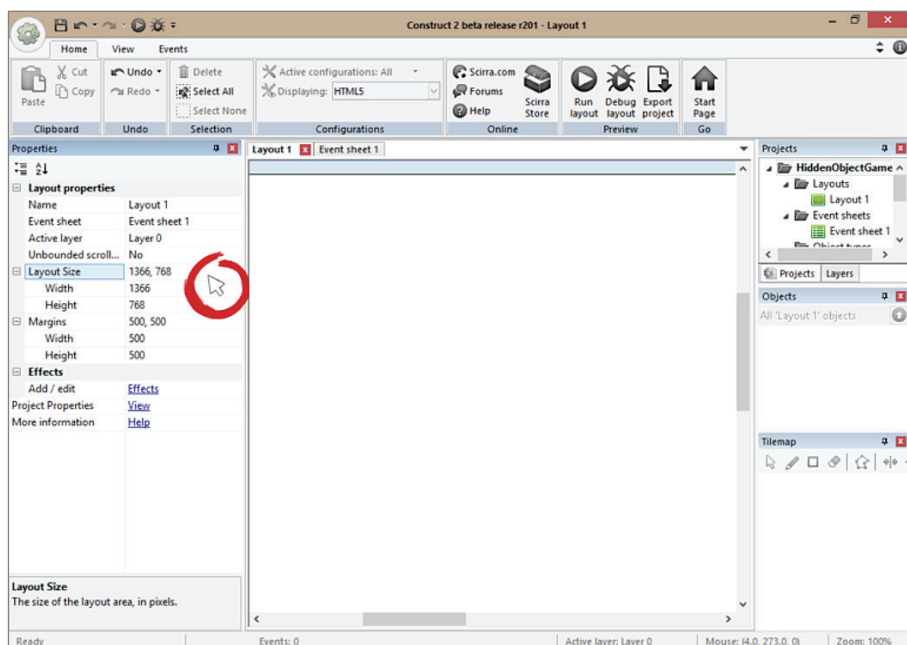 Construct 2 beta release r201 - Layout 1
Home View Events
Paste
Cut
Copy
Clipboard
Undo
Redo
Undo
Delete
Select All
Select None
Selection
Active configurations: All
Displaying: HTML5
Configurations
Scirra.com
Forums
Help
Scirra Store
Online
Run layout
Debug layout
Export project
Preview
Start Page
Go
Properties
Layout properties
Name Layout 1
Event sheet Event sheet 1
Active layer Layer 0
Unbounded scroll... No
Layout Size 1366, 768
Width 1366
Height 768
Margins 500, 500
Width 500
Height 500
Effects
Add / edit Effects
Project Properties View
More information Help
Layout Size
The size of the layout area, in pixels.
Layout 1 Event sheet 1
Projects
HiddenObjectGame
Layouts
Layout 1
Event sheets
Event sheet 1
Object types
Projects Layers
Objects
All 'Layout 1' objects
Tilemap
Ready Events: 0 Active layer: Layer 0 Mouse: (4.0, 273.0, 0) Zoom: 100%